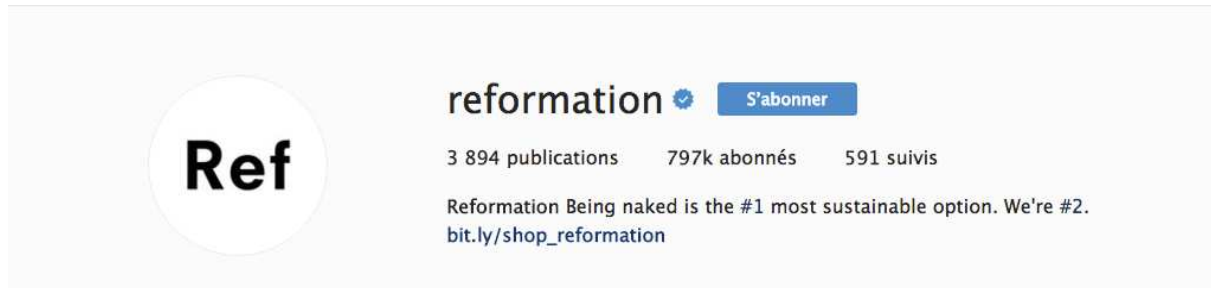 Ref
reformation
S'abonner
3 894 publications 797k abonnés 591 suivis
Reformation Being naked is the #1 most sustainable option. We're #2.
bit.ly/shop_reformation